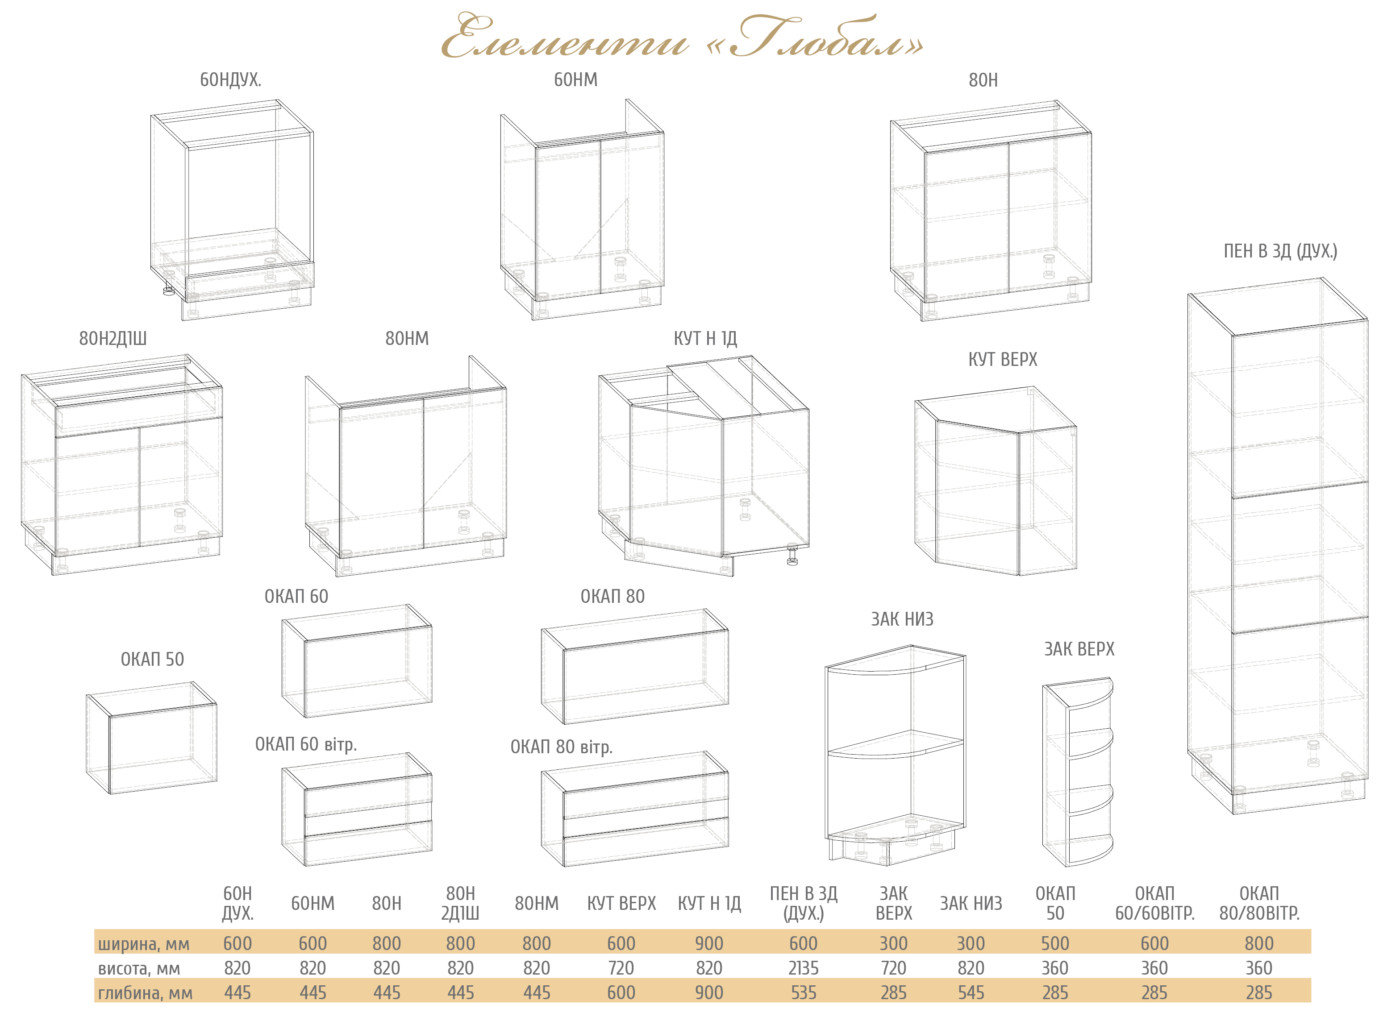 Елементи «Глобал»
60НДУХ.
60НМ
80Н
ПЕН В 3Д (ДУХ.)
80Н2Д1Ш
80НМ
КУТ Н 1Д
КУТ ВЕРХ
ОКАП 60
ОКАП 80
ЗАК НИЗ
ЗАК ВЕРХ
ОКАП 50
ОКАП 60 вітр.
ОКАП 80 вітр.
60Н ДУХ. 60НМ 80Н 80Н 2Д1Ш 80НМ КУТ ВЕРХ КУТ Н 1Д ПЕН В 3Д (ДУХ.) ЗАК ВЕРХ ЗАК НИЗ ОКАП 50 ОКАП 60/60ВІТР. ОКАП 80/80ВІТР.
ширина, мм 600 600 800 800 800 600 900 600 300 300 500 600 800
висота, мм 820 820 820 820 820 720 820 2135 720 820 360 360 360
глибина, мм 445 445 445 445 445 600 900 535 285 545 285 285 285